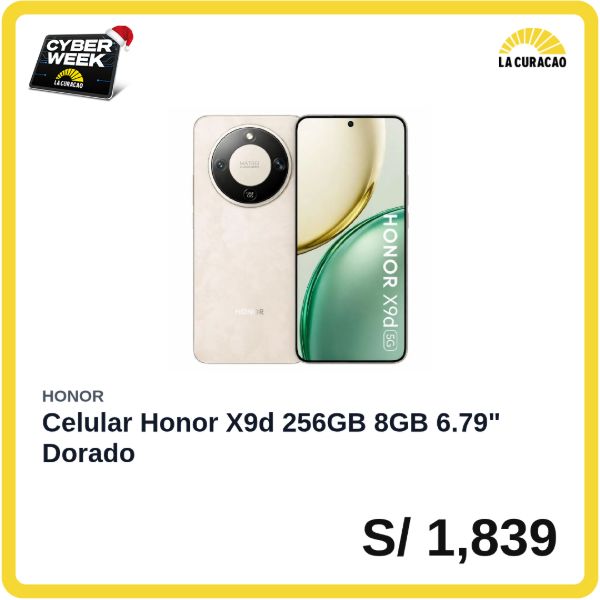 CYBER
WEEK
LA CURACAO
LA CURACAO
MATRIX
HONOR
HONOR X9d 5G
HONOR
Celular Honor X9d 256GB 8GB 6.79"
Dorado
S/ 1,839